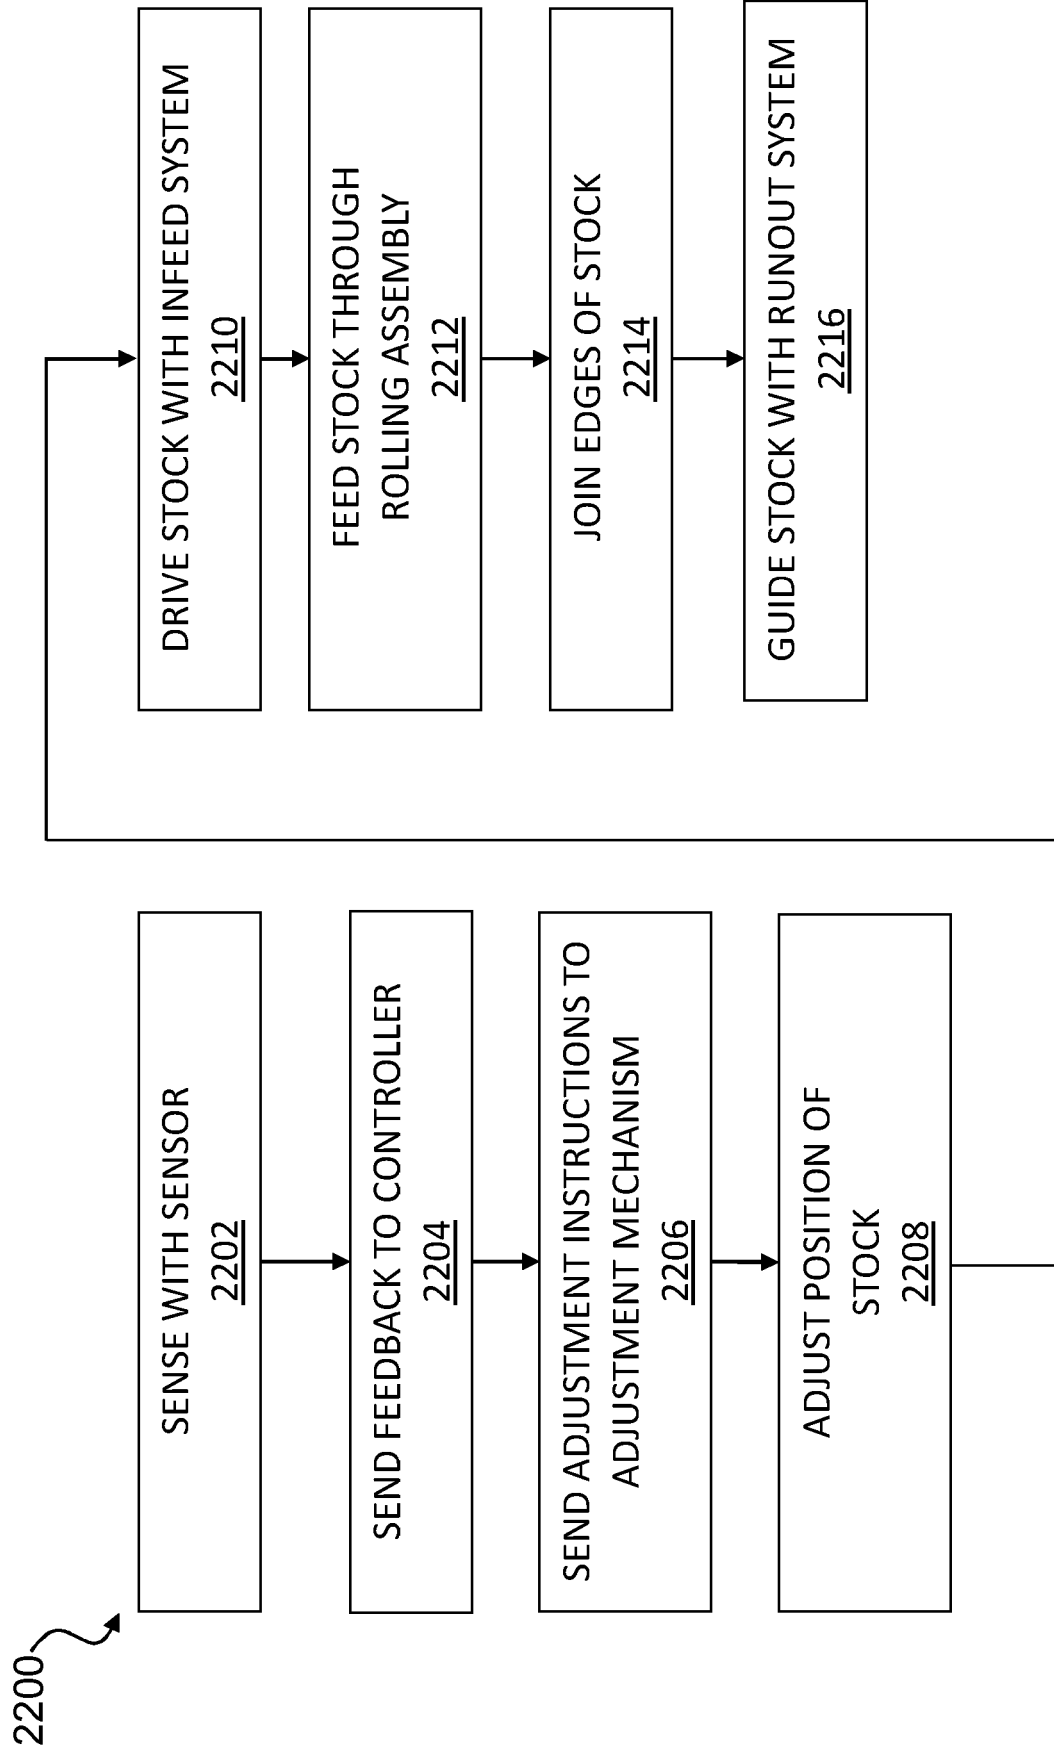 2200
SENSE WITH SENSOR
2202
SEND FEEDBACK TO CONTROLLER
2204
SEND ADJUSTMENT INSTRUCTIONS TO
ADJUSTMENT MECHANISM
2206
ADJUST POSITION OF
STOCK
2208
DRIVE STOCK WITH INFEED SYSTEM
2210
FEED STOCK THROUGH
ROLLING ASSEMBLY
2212
JOIN EDGES OF STOCK
2214
GUIDE STOCK WITH RUNOUT SYSTEM
2216